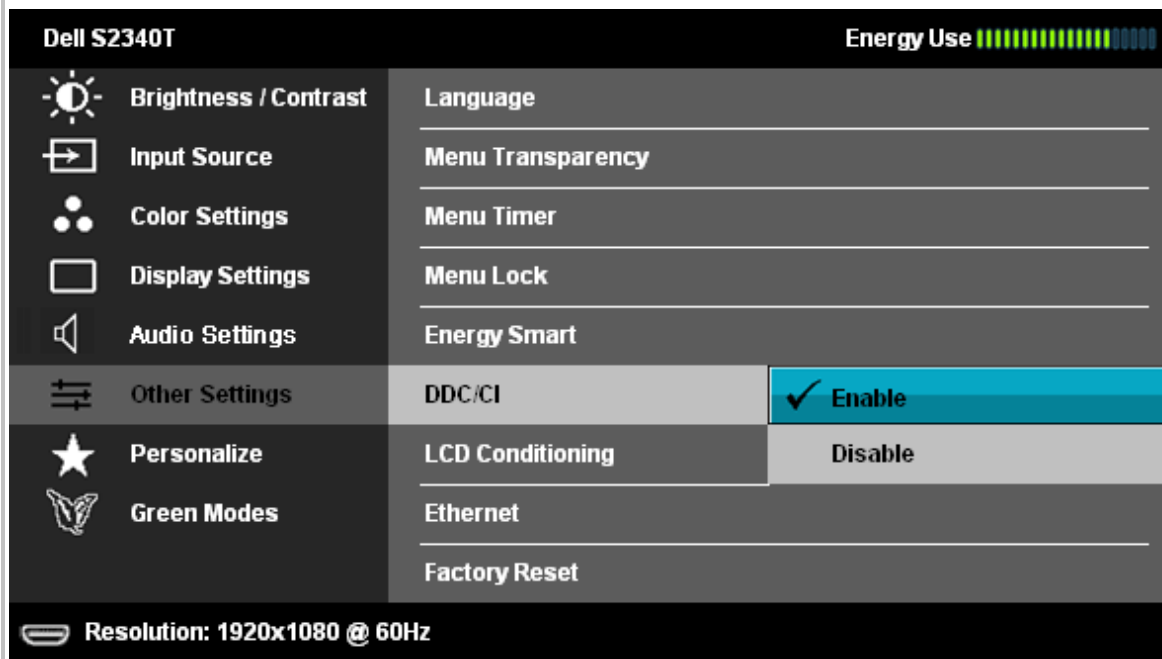 Dell S2340T Energy Use
Brightness / Contrast Language
Input Source Menu Transparency
Color Settings Menu Timer
Display Settings Menu Lock
Audio Settings Energy Smart
Other Settings DDC/CI Enable
Personalize LCD Conditioning Disable
Green Modes Ethernet
Factory Reset
Resolution: 1920x1080 @ 60Hz